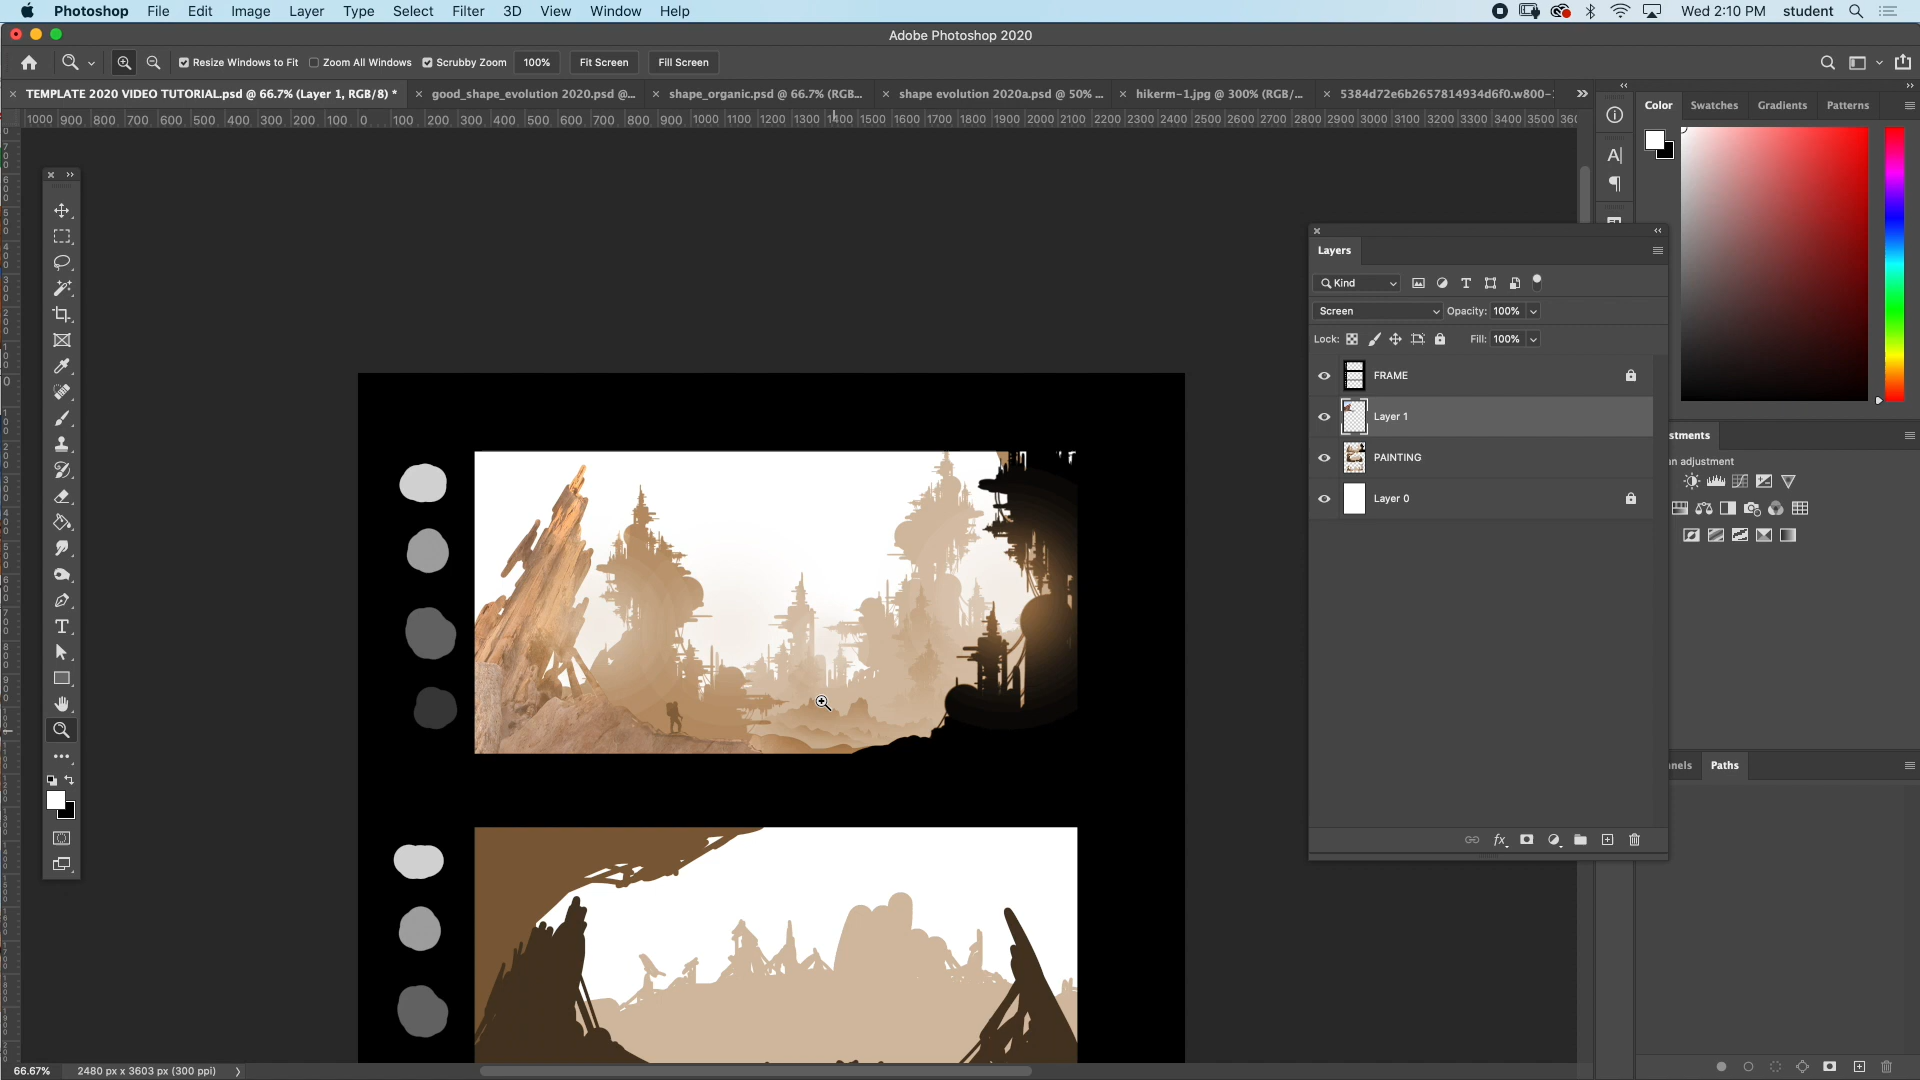 Photoshop File Edit Image Layer Type Select Filter 3D View Window Help Wed 2:10 PM student
Adobe Photoshop 2020
Resize Windows to Fit Zoom All Windows Scrubby Zoom 100% Fit Screen Fill Screen
TEMPLATE 2020 VIDEO TUTORIAL.psd @ 66.7% (Layer 1, RGB/8) * good_shape_evolution 2020.psd @... shape_organic.psd @ 66.7% (RGB... shape evolution 2020a.psd @ 50% ... hikerm-1.jpg @ 300% (RGB/... 5384d72e6b2657814934d6f0.w800-
1000 900 800 700 600 500 400 300 200 100 0 100 200 300 400 500 600 700 800 900 1000 1100 1200 1300 1400 1500 1600 1700 1800 1900 2000 2100 2200 2300 2400 2500 2600 2700 2800 2900 3000 3100 3200 3300 3400 3500
Color Swatches Gradients Patterns
Layers
Kind
Screen Opacity: 100%
Lock: Fill: 100%
FRAME
Layer 1
PAINTING
Layer 0
stments
n adjustment
nnels Paths
66.67% 2480 px x 3603 px (300 ppi)